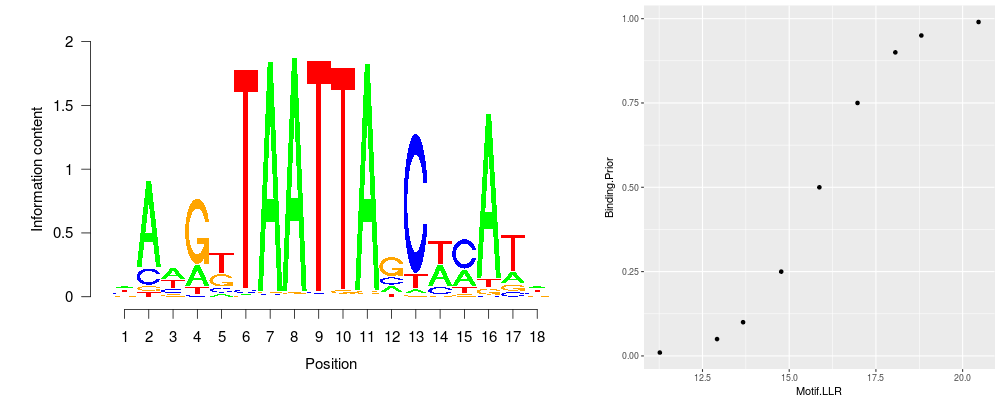 2
1.5
1
0.5
0
Information content
1 2 3 4 5 6 7 8 9 10 11 12 13 14 15 16 17 18
Position
A C
A T
G A T
T G
T
A
A
T
T
A
G C A T
C T A
T A C
C A T
A T G
T A G C
1.00
0.75
0.50
0.25
0.00
Binding.Prior
12.5 15.0 17.5 20.0
Motif.LLR